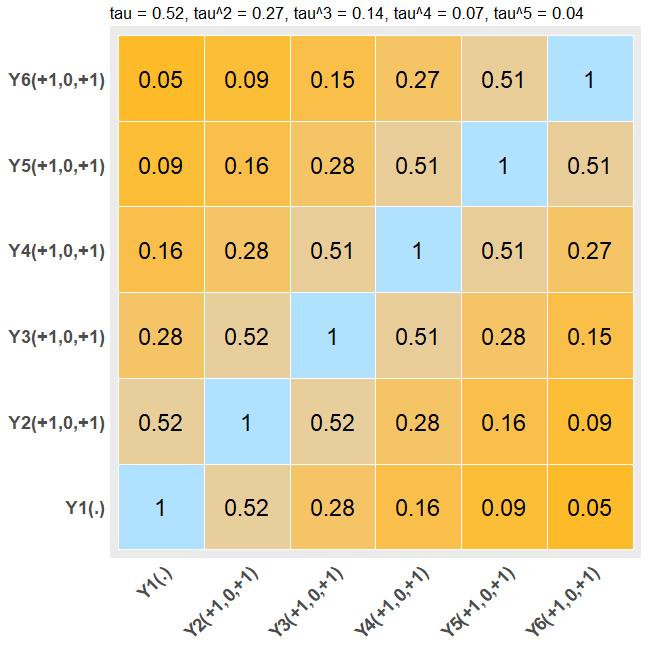 tau = 0.52, tau^2 = 0.27, tau^3 = 0.14, tau^4 = 0.07, tau^5 = 0.04
Y6(+1,0,+1) 0.05 0.09 0.15 0.27 0.51 1
Y5(+1,0,+1) 0.09 0.16 0.28 0.51 1 0.51
Y4(+1,0,+1) 0.16 0.28 0.51 1 0.51 0.27
Y3(+1,0,+1) 0.28 0.52 1 0.51 0.28 0.15
Y2(+1,0,+1) 0.52 1 0.52 0.28 0.16 0.09
Y1(.) 1 0.52 0.28 0.16 0.09 0.05
Y1(.) Y2(+1,0,+1) Y3(+1,0,+1) Y4(+1,0,+1) Y5(+1,0,+1) Y6(+1,0,+1)